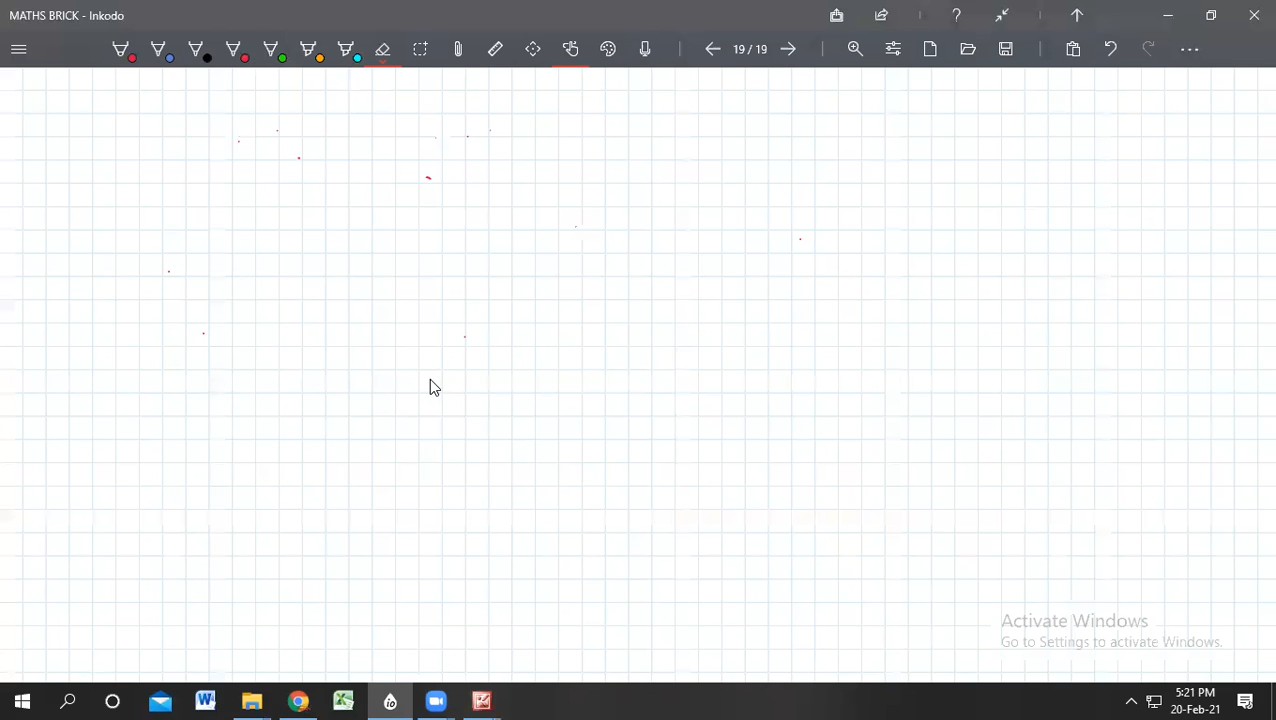 MATHS BRICK - Inkodo
19 / 19
Activate Windows
Go to Settings to activate Windows.
5:21 PM
20-Feb-21